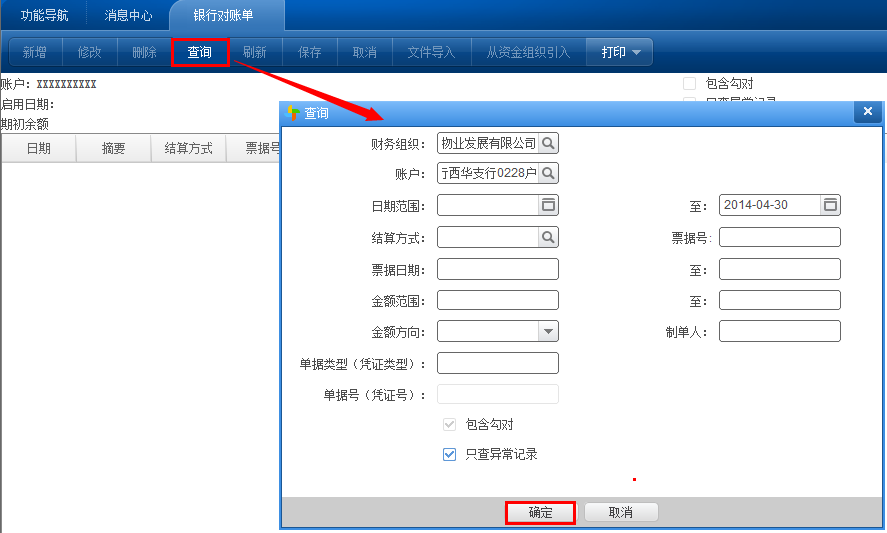 功能导航 消息中心 银行对账单
新增 修改 删除 查询 刷新 保存 取消 文件导入 从资金组织引入 打印
账户： XXXXXXXXXX 包含勾对
启用日期： 只查异常记录
期初余额
日期 摘要 结算方式 票据号
查询
财务组织： 物业发展有限公司
账户： 行西华支行0228户
日期范围： 至： 2014-04-30
结算方式： 票据号：
票据日期： 至：
金额范围： 至：
金额方向： 制单人：
单据类型（凭证类型）：
单据号（凭证号）：
包含勾对
只查异常记录
确定 取消